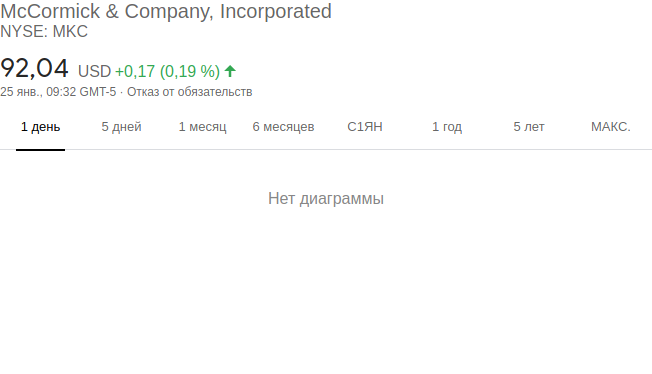 McCormick & Company, Incorporated
NYSE: MKC
92,04 USD +0,17 (0,19 %)
25 янв., 09:32 GMT-5 · Отказ от обязательств
1 день 5 дней 1 месяц 6 месяцев С1ЯН 1 год 5 лет МАКС.
Нет диаграммы